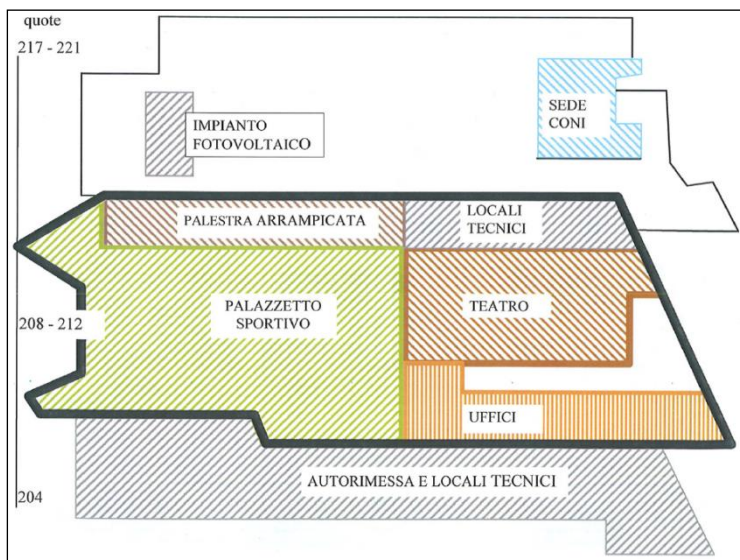 quote
217 - 221
SEDE
CONI
IMPIANTO
FOTOVOLTAICO
PALESTRA ARRAMPICATA
LOCALI
TECNICI
PALAZZETTO
SPORTIVO
TEATRO
208 - 212
UFFICI
AUTORIMESSA E LOCALI TECNICI
204